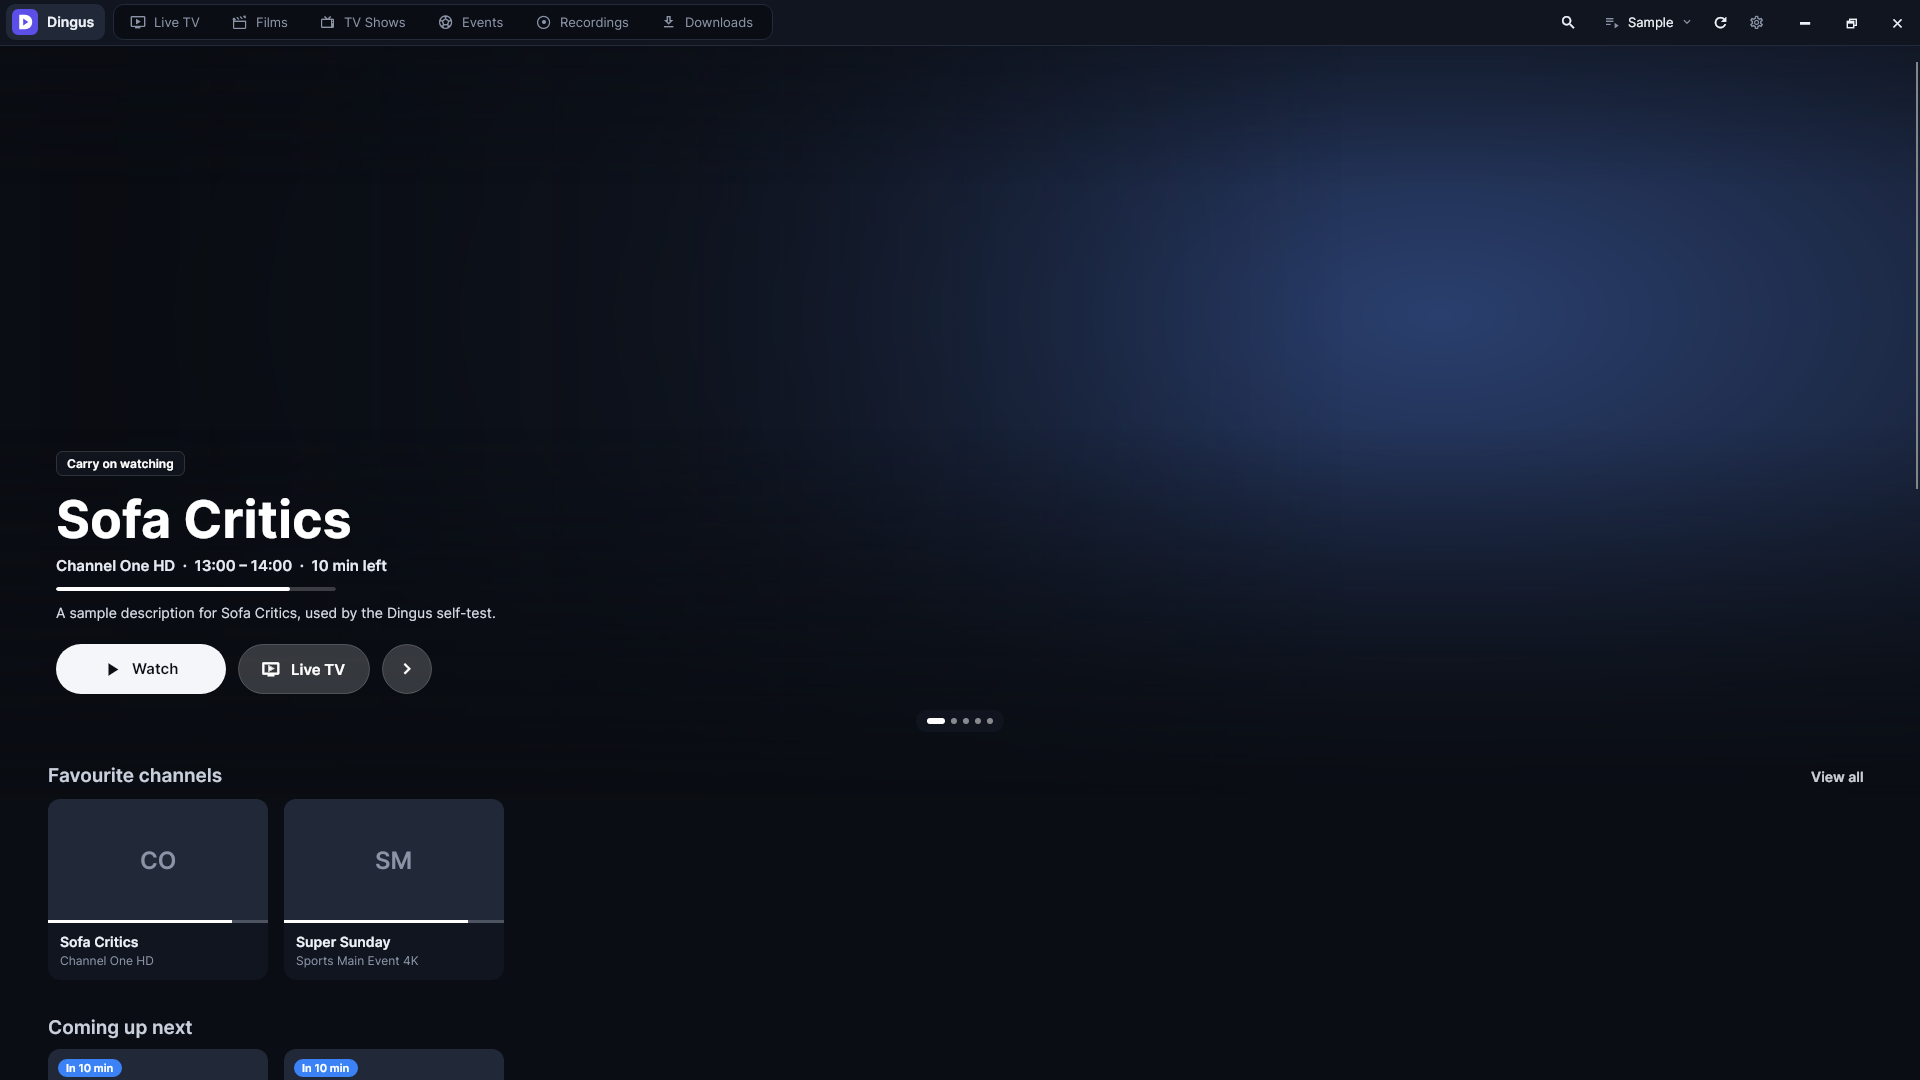 Dingus
Live TV
Films
TV Shows
Events
Recordings
Downloads
Sample
Carry on watching
Sofa Critics
Channel One HD · 13:00 – 14:00 · 10 min left
A sample description for Sofa Critics, used by the Dingus self-test.
Watch
Live TV
Favourite channels
View all
CO
Sofa Critics
Channel One HD
SM
Super Sunday
Sports Main Event 4K
Coming up next
In 10 min
In 10 min